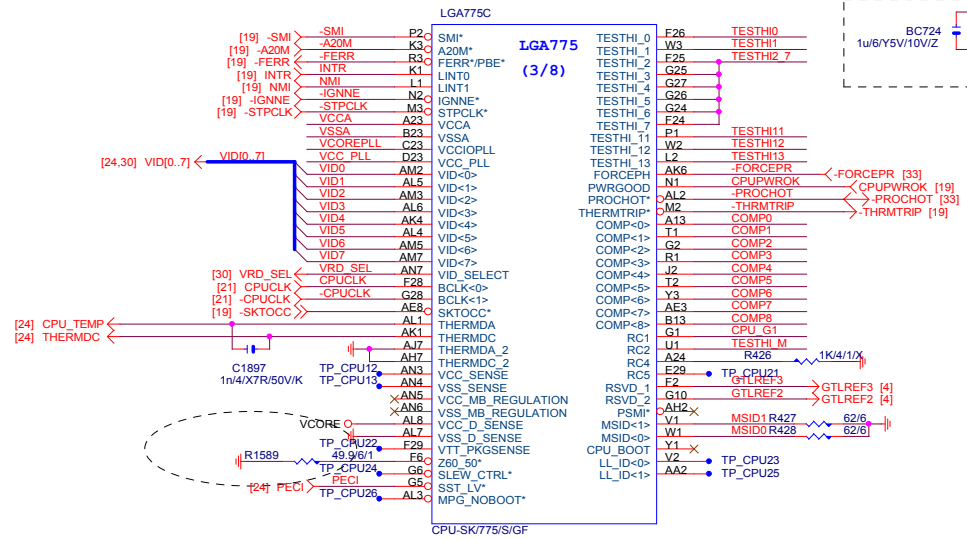 LGA775C
BC724
1u/6/Y5V/10V/Z
LGA775
(3/8)
[19] -SMI -SMI P2 SMI*
[19] -A20M -A20M K3 A20M*
[19] -FERR -FERR R3 FERR*/PBE*
[19] INTR INTR K1 LINT0
[19] NMI NMI L1 LINT1
[19] -IGNNE -IGNNE N2 IGNNE*
[19] -STPCLK -STPCLK M3 STPCLK*
VCCA A23 VCCA
VSSA B23 VSSA
VCOREPLL C23 VCCIOPLL
VCC_PLL D23 VCC_PLL
[24,30] VID[0..7] VID[0..7]
VID0 AM2 VID<0>
VID1 AL5 VID<1>
VID2 AM3 VID<2>
VID3 AL6 VID<3>
VID4 AK4 VID<4>
VID5 AL4 VID<5>
VID6 AM5 VID<6>
VID7 AM7 VID<7>
[30] VRD_SEL VRD_SEL AN7 VID_SELECT
[21] CPUCLK CPUCLK F28 BCLK<0>
[21] -CPUCLK -CPUCLK G28 BCLK<1>
[19] -SKTOCC AE8 SKTOCC*
[24] CPU_TEMP AL1 THERMDA
[24] THERMDC AK1 THERMDC
AJ7 THERMDA_2
AH7 THERMDC_2
C1897
1n/4/X7R/50V/K
TP_CPU12 AN3 VCC_SENSE
TP_CPU13 AN4 VSS_SENSE
AN5 VCC_MB_REGULATION
AN6 VSS_MB_REGULATION
VCORE AL8 VCC_D_SENSE
AL7 VSS_D_SENSE
TP_CPU22 F29 VTT_PKGSENSE
R1589 49.9/6/1 F6 Z60_50*
TP_CPU24 G6 SLEW_CTRL*
[24] PECI PECI G5 SST_LV*
TP_CPU26 AL3 MPG_NOBOOT*
CPU-SK/775/S/GF
TESTHI_0 F26 TESTHI0
TESTHI_1 W3 TESTHI1
TESTHI_2 F25 TESTHI2_7
TESTHI_3 G25
TESTHI_4 G27
TESTHI_5 G26
TESTHI_6 G24
TESTHI_7 F24
TESTHI_11 P1 TESTHI11
TESTHI_12 W2 TESTHI12
TESTHI_13 L2 TESTHI13
FORCEPH AK6 -FORCEPR -FORCEPR [33]
PWRGOOD N1 CPUPWROK CPUPWROK [19]
PROCHOT* AL2 -PROCHOT -PROCHOT [33]
THERMTRIP* M2 -THRMTRIP -THRMTRIP [19]
COMP<0> A13 COMP0
COMP<1> T1 COMP1
COMP<2> G2 COMP2
COMP<3> R1 COMP3
COMP<4> J2 COMP4
COMP<5> T2 COMP5
COMP<6> Y3 COMP6
COMP<7> AE3 COMP7
COMP<8> B13 COMP8
RC1 G1 CPU_G1
RC2 U1 TESTHI_M
RC4 A24 R426 1K/4/1/X
RC5 E29 TP_CPU21
RSVD_1 F2 GTLREF3 GTLREF3 [4]
RSVD_2 G10 GTLREF2 GTLREF2 [4]
PSMI* AH2
MSID<1> V1 MSID1 R427 62/6
MSID<0> W1 MSID0 R428 62/6
CPU_BOOT Y1
LL_ID<0> V2 TP_CPU23
LL_ID<1> AA2 TP_CPU25